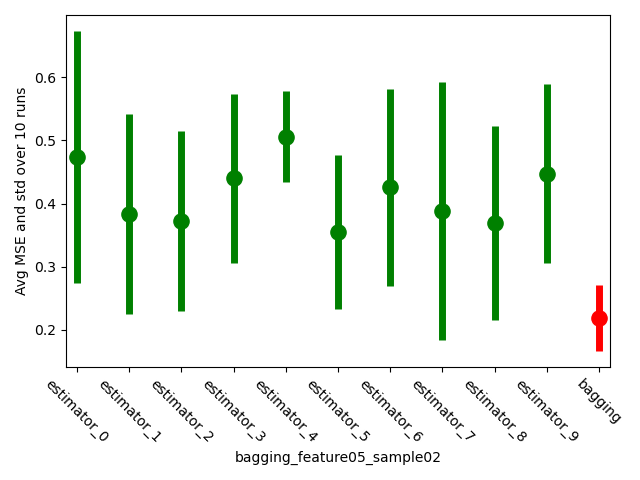 Avg MSE and std over 10 runs
0.6
0.5
0.4
0.3
0.2
estimator_0
estimator_1
estimator_2
estimator_3
estimator_4
estimator_5
estimator_6
estimator_7
estimator_8
estimator_9
bagging
bagging_feature05_sample02